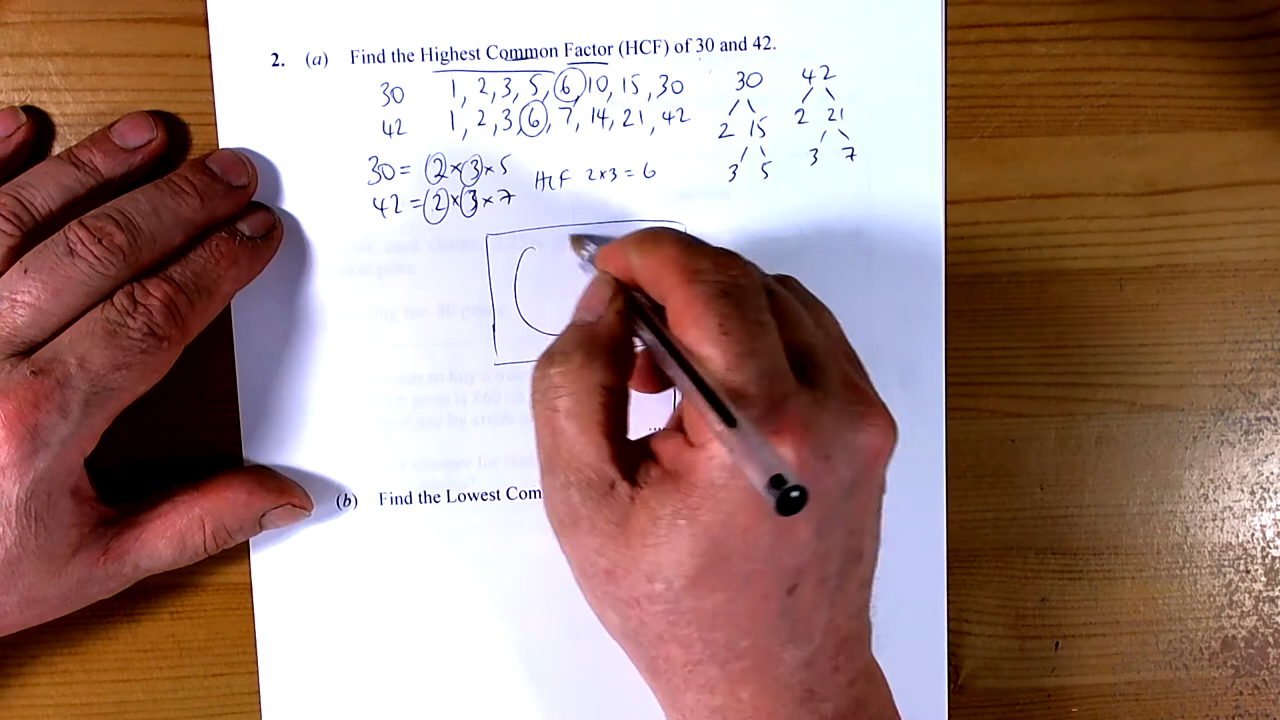 2. (a) Find the Highest Common Factor (HCF) of 30 and 42.
30 1, 2, 3, 5, 6, 10, 15, 30
42 1, 2, 3, 6, 7, 14, 21, 42
30 42
2 15 2 21
3 5 3 7
30 = 2 × 3 × 5
42 = 2 × 3 × 7
HCF 2×3 = 6
(b) Find the Lowest Com